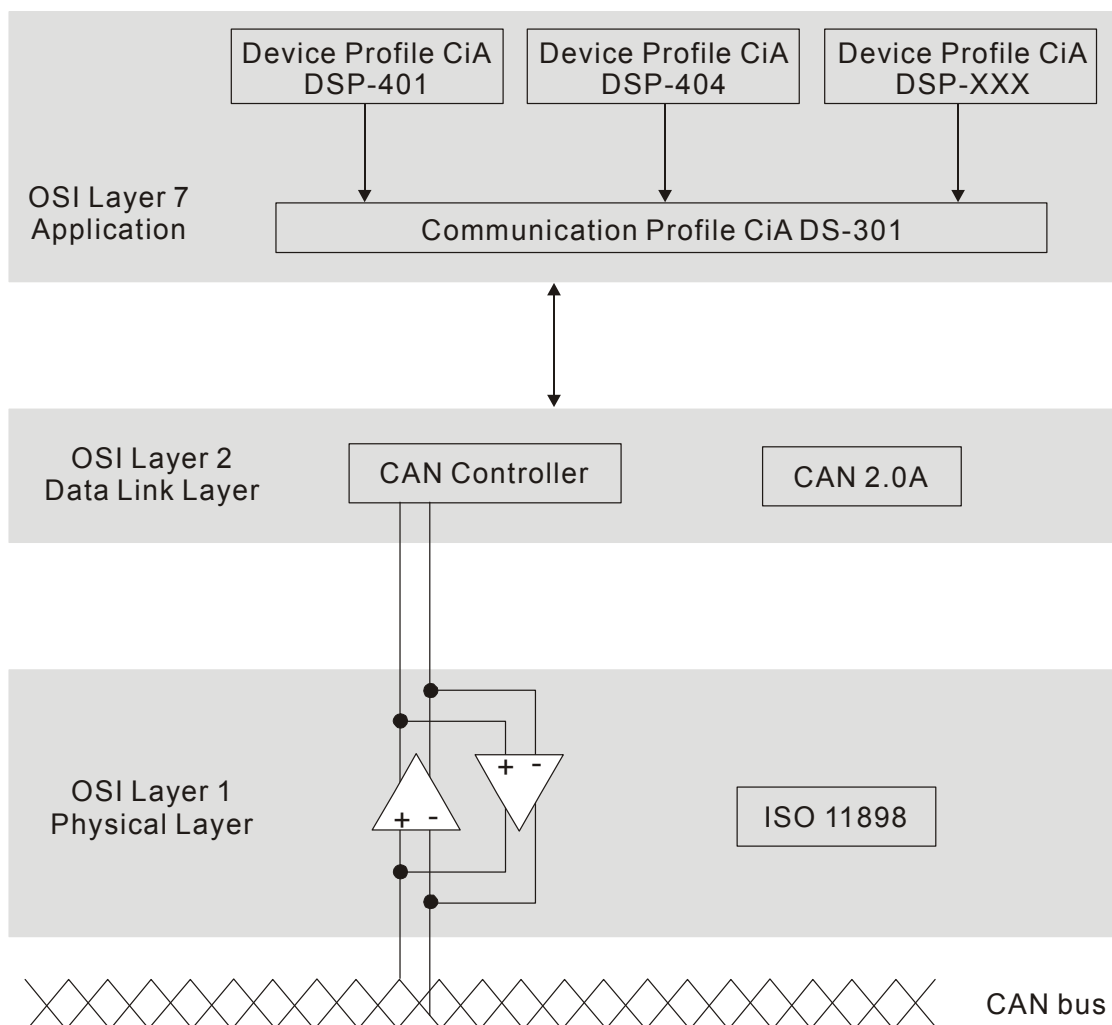 Device Profile CiA
DSP-401
Device Profile CiA
DSP-404
Device Profile CiA
DSP-XXX
OSI Layer 7
Application
Communication Profile CiA DS-301
OSI Layer 2
Data Link Layer
CAN Controller
CAN 2.0A
OSI Layer 1
Physical Layer
+ -
+ -
ISO 11898
CAN bus